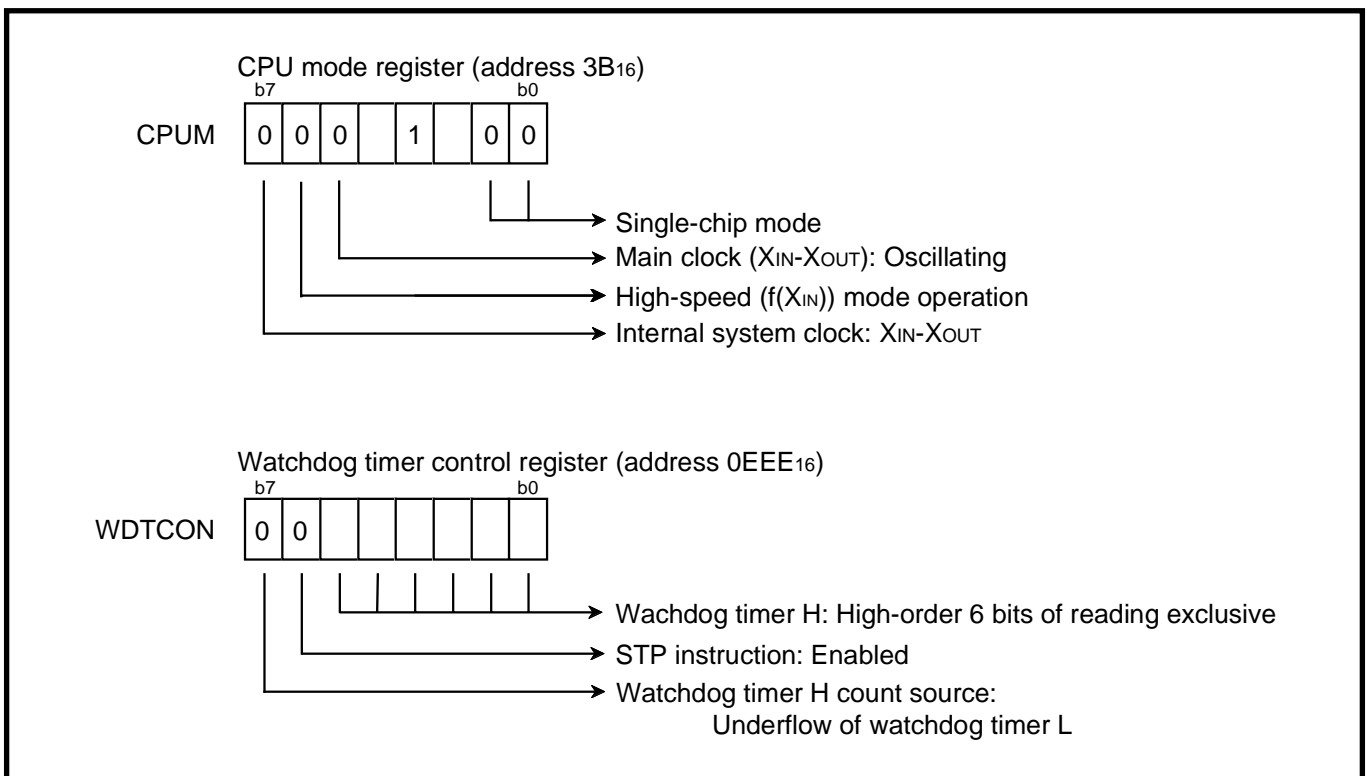 CPU mode register (address 3B16)
b7 b0
CPUM 0 0 0 1 0 0
Single-chip mode
Main clock (XIN-XOUT): Oscillating
High-speed (f(XIN)) mode operation
Internal system clock: XIN-XOUT
Watchdog timer control register (address 0EEE16)
b7 b0
WDTCON 0 0
Wachdog timer H: High-order 6 bits of reading exclusive
STP instruction: Enabled
Watchdog timer H count source:
Underflow of watchdog timer L